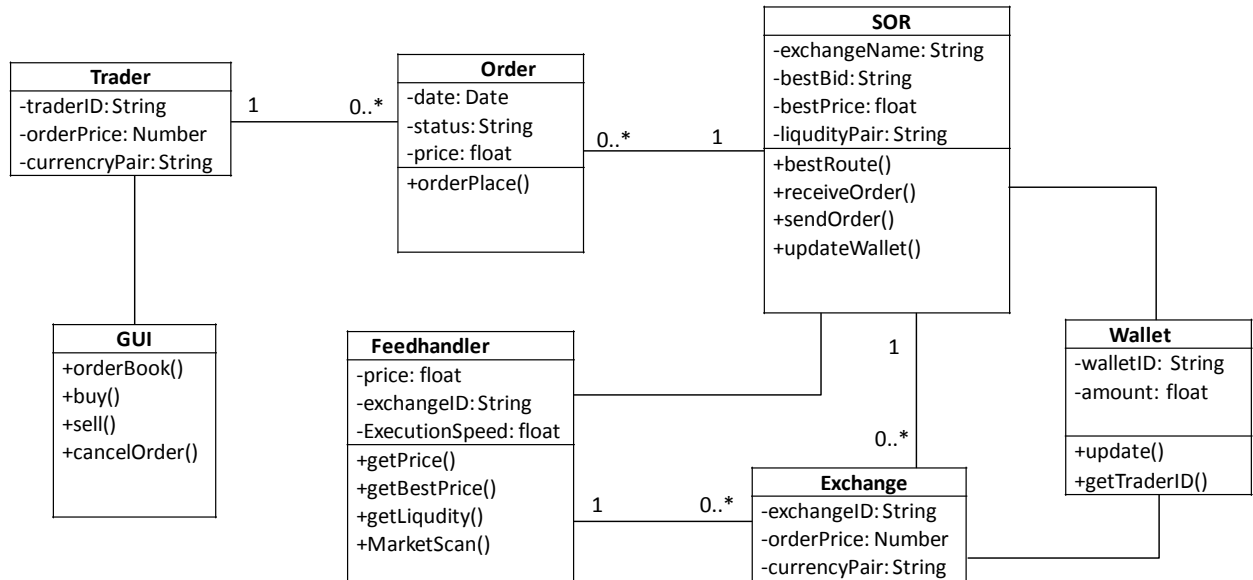 SOR
-exchangeName: String
-bestBid: String
-bestPrice: float
-liqudityPair: String
+bestRoute()
+receiveOrder()
+sendOrder()
+updateWallet()
Order
-date: Date
-status: String
-price: float
+orderPlace()
Trader
-traderID: String
-orderPrice: Number
-currencryPair: String
1
0..*
0..*
1
GUI
+orderBook()
+buy()
+sell()
+cancelOrder()
Feedhandler
-price: float
-exchangeID: String
-ExecutionSpeed: float
+getPrice()
+getBestPrice()
+getLiqudity()
+MarketScan()
1
0..*
1
0..*
Exchange
-exchangeID: String
-orderPrice: Number
-currencyPair: String
Wallet
-walletID: String
-amount: float
+update()
+getTraderID()